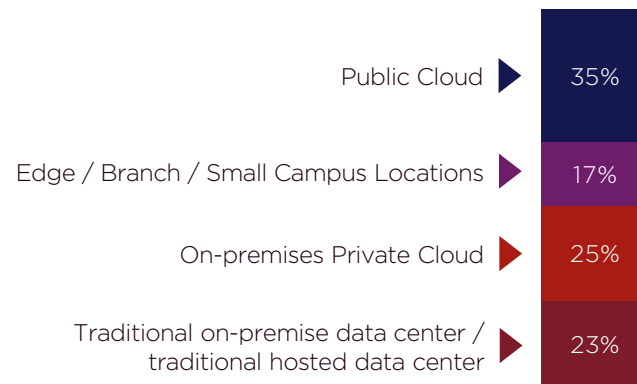 Public Cloud
35%
Edge / Branch / Small Campus Locations
17%
On-premises Private Cloud
25%
Traditional on-premise data center /
traditional hosted data center
23%